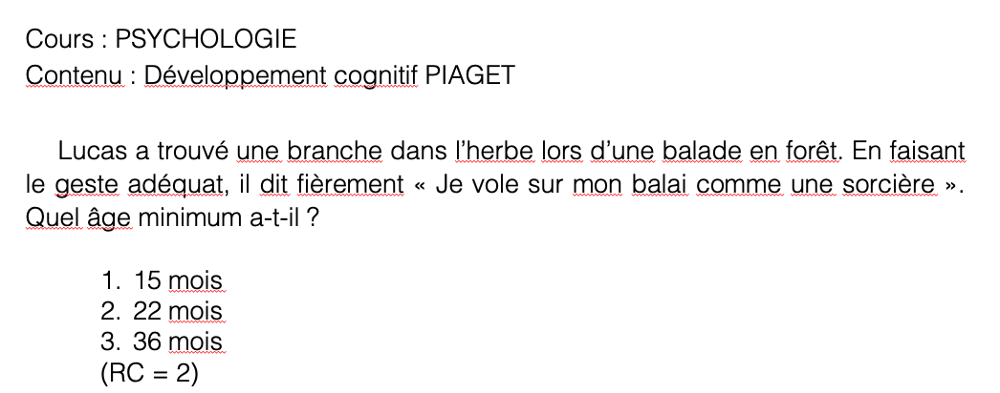 Cours : PSYCHOLOGIE
Contenu : Développement cognitif PIAGET
Lucas a trouvé une branche dans l’herbe lors d’une balade en forêt. En faisant
le geste adéquat, il dit fièrement « Je vole sur mon balai comme une sorcière ».
Quel âge minimum a-t-il ?
1. 15 mois
2. 22 mois
3. 36 mois
(RC = 2)